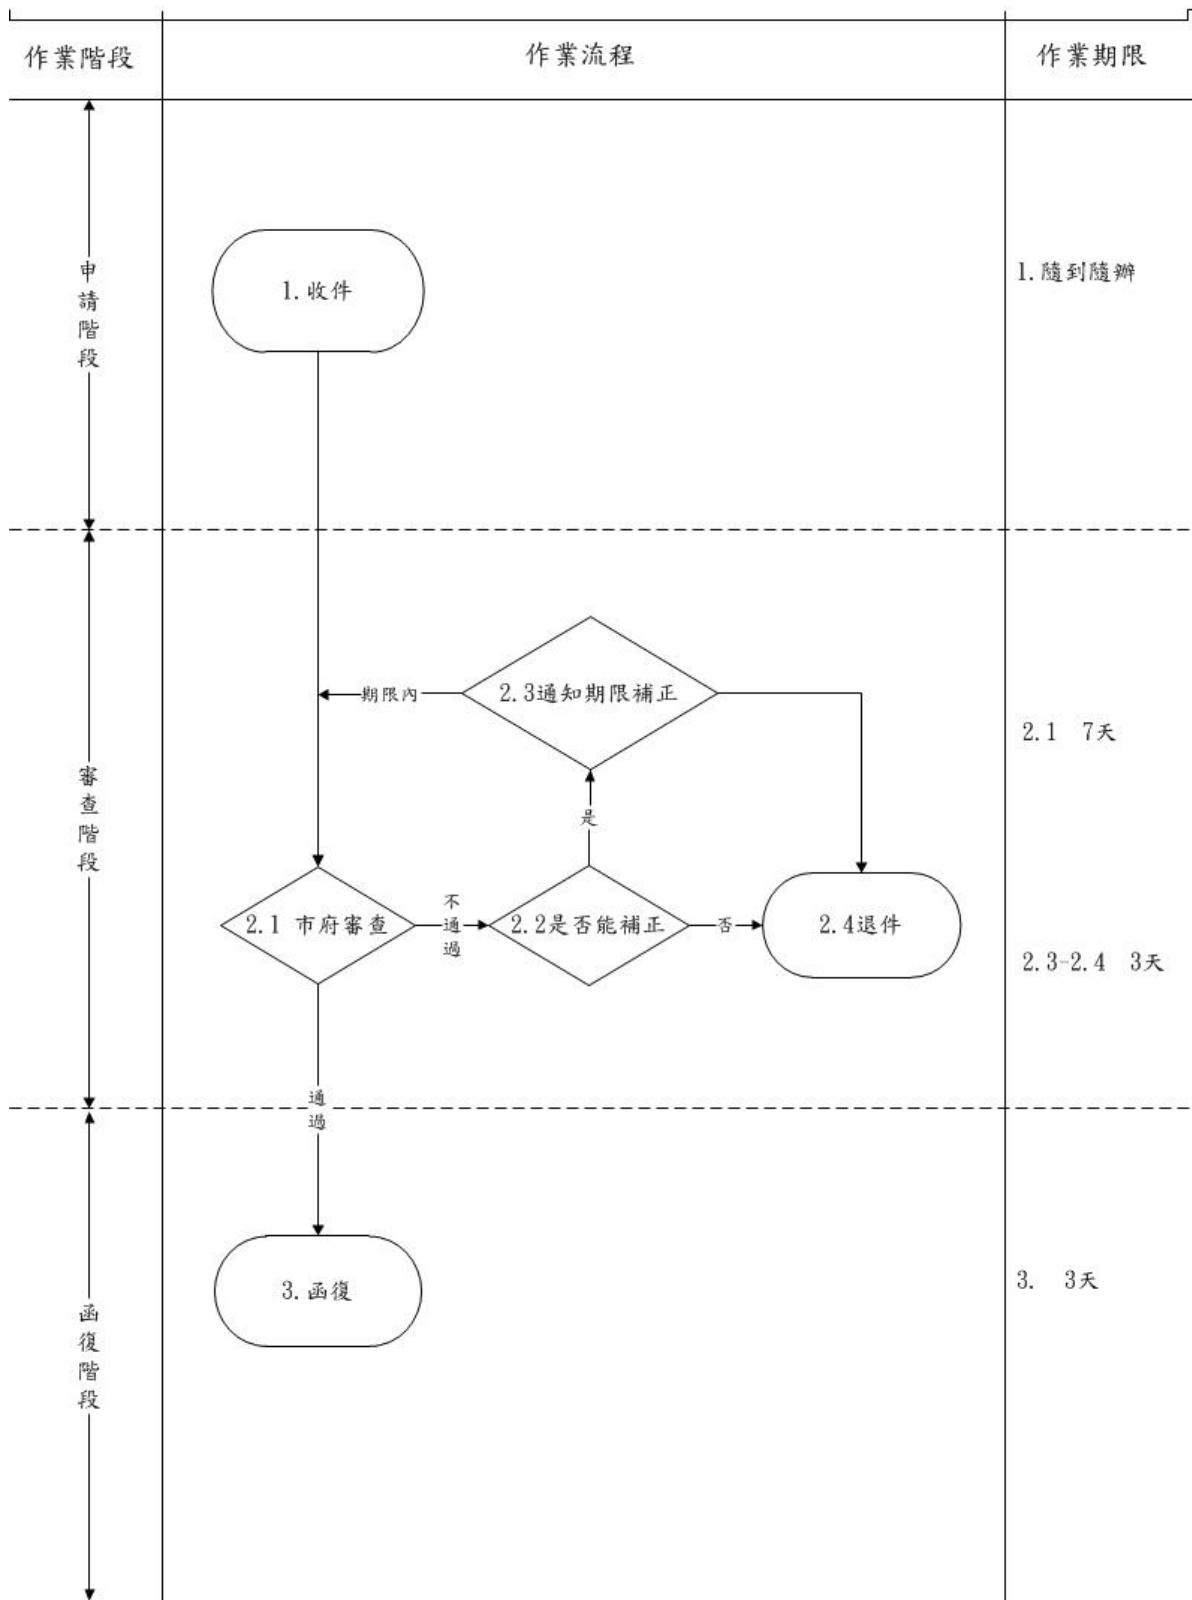 作業階段
作業流程
作業期限
申請階段
1.收件
1.隨到隨辦
審查階段
期限內
2.3通知期限補正
2.1 7天
是
2.1 市府審查
不通過
2.2是否能補正
否
2.4退件
2.3-2.4 3天
通過
函復階段
3.函復
3. 3天